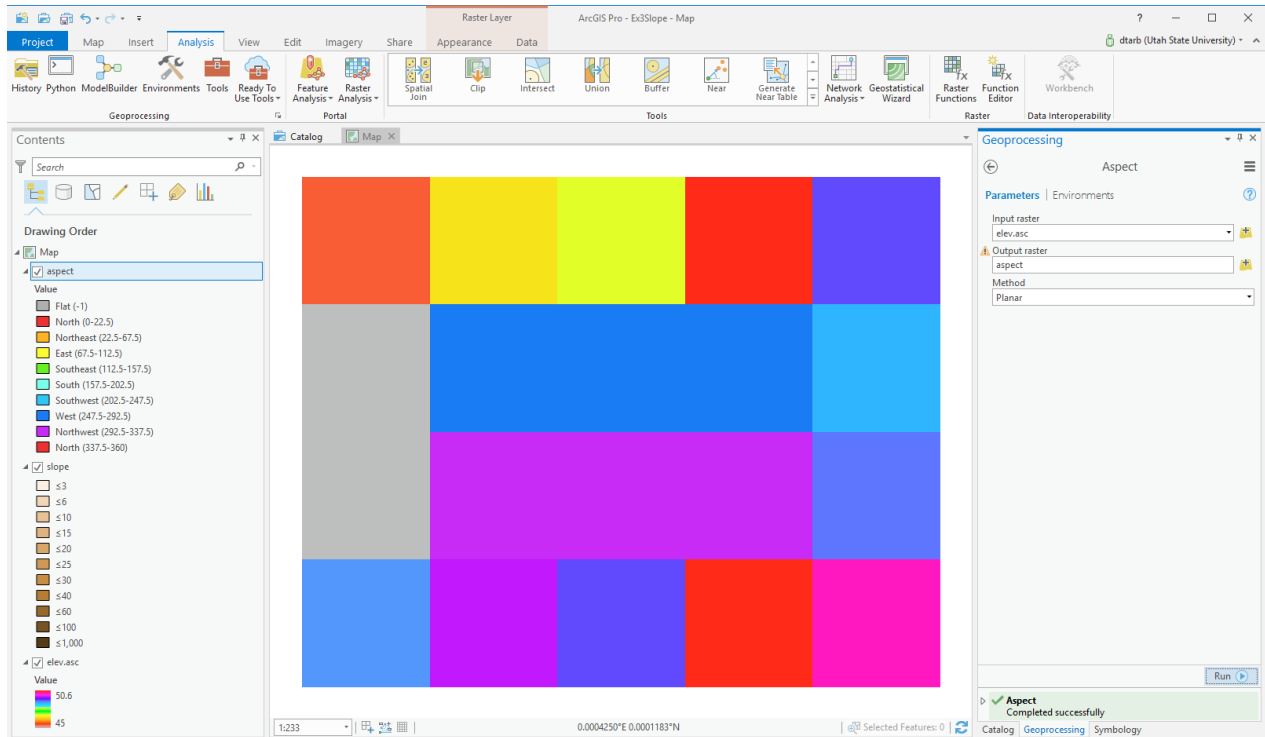 Raster Layer
ArcGIS Pro - Ex3Slope - Map
?
Project Map Insert Analysis View Edit Imagery Share Appearance Data
dtarb (Utah State University)
History Python ModelBuilder Environments Tools Ready To Use Tools
Feature Analysis Raster Analysis
Spatial Join Clip Intersect Union Buffer Near Generate Near Table
Network Analysis Geostatistical Wizard
Raster Functions Function Editor Workbench
Geoprocessing Portal Tools Raster Data Interoperability
Contents
Search
Drawing Order
Map
aspect
Value
Flat (-1)
North (0-22.5)
Northeast (22.5-67.5)
East (67.5-112.5)
Southeast (112.5-157.5)
South (157.5-202.5)
Southwest (202.5-247.5)
West (247.5-292.5)
Northwest (292.5-337.5)
North (337.5-360)
slope
≤3
≤6
≤10
≤15
≤20
≤25
≤30
≤40
≤60
≤100
≤1,000
elev.asc
Value
50.6
45
Catalog Map
1:233
0.0004250°E 0.0001183°N
Selected Features: 0
Geoprocessing
Aspect
Parameters | Environments
Input raster
elev.asc
Output raster
aspect
Method
Planar
Run
Aspect
Completed successfully
Catalog Geoprocessing Symbology